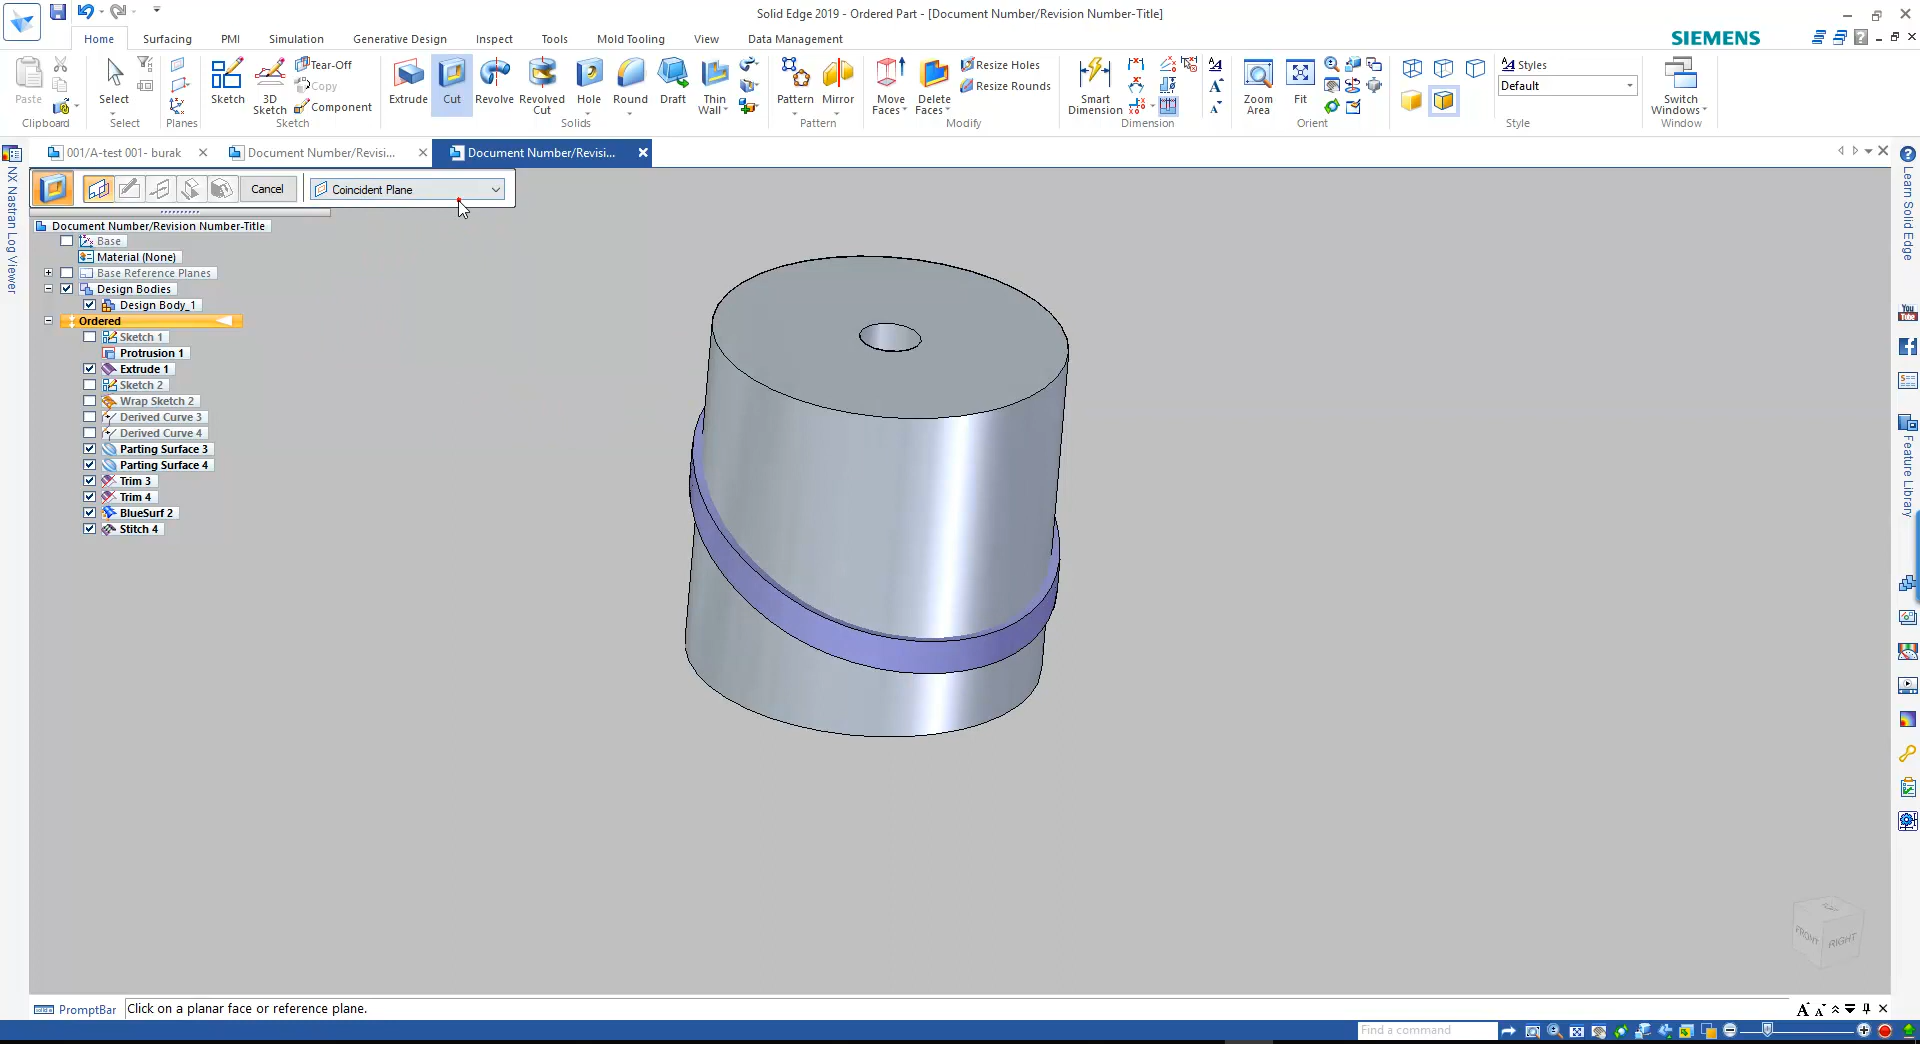 Solid Edge 2019 - Ordered Part - [Document Number/Revision Number-Title]
Home Surfacing PMI Simulation Generative Design Inspect Tools Mold Tooling View Data Management
SIEMENS
Paste
Clipboard
Select
Select
Planes
Sketch
3D Sketch
Tear-Off
Copy
Component
Sketch
Extrude
Cut
Revolve
Revolved Cut
Hole
Round
Draft
Thin Wall
Solids
Pattern
Mirror
Pattern
Move Faces
Delete Faces
Resize Holes
Resize Rounds
Modify
Smart Dimension
Dimension
Zoom Area
Fit
Orient
Styles
Default
Style
Switch Windows
Window
001/A-test 001- burak
Document Number/Revisi...
Document Number/Revisi...
Cancel
Coincident Plane
NX Nastran Log Viewer
Document Number/Revision Number-Title
Base
Material (None)
Base Reference Planes
Design Bodies
Design Body_1
Ordered
Sketch 1
Protrusion 1
Extrude 1
Sketch 2
Wrap Sketch 2
Derived Curve 3
Derived Curve 4
Parting Surface 3
Parting Surface 4
Trim 3
Trim 4
BlueSurf 2
Stitch 4
Learn Solid Edge
You Tube
Feature Library
FRONT
RIGHT
PromptBar
Click on a planar face or reference plane.
Find a command